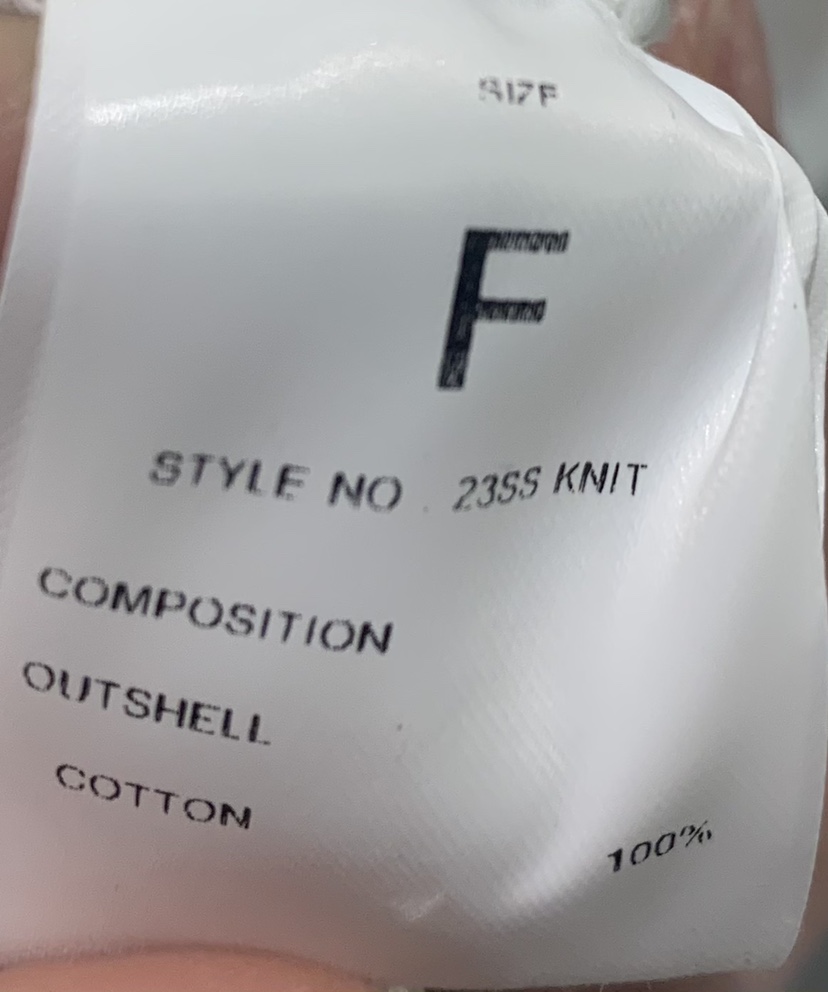 SIZE
F
STYLE NO . 23SS KNIT
COMPOSITION
OUTSHELL
COTTON 100%